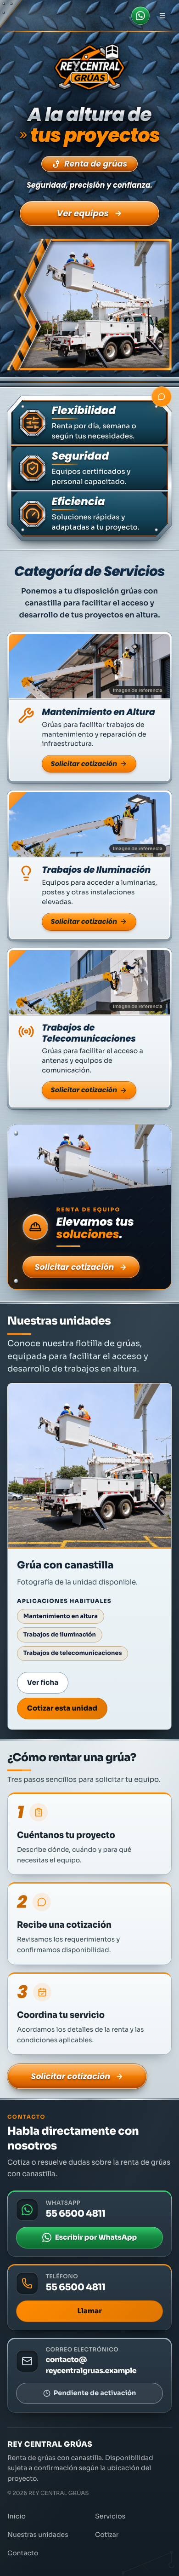 REY CENTRAL
GRÚAS
A la altura de
tus proyectos
Renta de grúas
Seguridad, precisión y confianza.
Ver equipos
Flexibilidad
Renta por día, semana o
según tus necesidades.
Seguridad
Equipos certificados y
personal capacitado.
Eficiencia
Soluciones rápidas y
adaptadas a tu proyecto.
Categoría de Servicios
Ponemos a tu disposición grúas con
canastilla para facilitar el acceso y
desarrollo de tus proyectos en altura.
Imagen de referencia
Mantenimiento en Altura
Grúas para facilitar trabajos de
mantenimiento y reparación de
infraestructura.
Solicitar cotización
Imagen de referencia
Trabajos de Iluminación
Equipos para acceder a luminarias,
postes y otras instalaciones
elevadas.
Solicitar cotización
Imagen de referencia
Trabajos de
Telecomunicaciones
Grúas para facilitar el acceso a
antenas y equipos de
comunicación.
Solicitar cotización
RENTA DE EQUIPO
Elevamos tus
soluciones.
Solicitar cotización
Nuestras unidades
Conoce nuestra flotilla de grúas,
equipada para facilitar el acceso y
desarrollo de trabajos en altura.
Grúa con canastilla
Fotografía de la unidad disponible.
APLICACIONES HABITUALES
Mantenimiento en altura
Trabajos de iluminación
Trabajos de telecomunicaciones
Ver ficha
Cotizar esta unidad
¿Cómo rentar una grúa?
Tres pasos sencillos para solicitar tu equipo.
1
Cuéntanos tu proyecto
Describe dónde, cuándo y para qué
necesitas el equipo.
2
Recibe una cotización
Revisamos los requerimientos y
confirmamos disponibilidad.
3
Coordina tu servicio
Acordamos los detalles de la renta y las
condiciones aplicables.
Solicitar cotización
CONTACTO
Habla directamente con
nosotros
Cotiza o resuelve dudas sobre la renta de grúas
con canastilla.
WHATSAPP
55 6500 4811
Escribir por WhatsApp
TELÉFONO
55 6500 4811
Llamar
CORREO ELECTRÓNICO
contacto@
reycentralgruas.example
Pendiente de activación
REY CENTRAL GRÚAS
Renta de grúas con canastilla. Disponibilidad
sujeta a confirmación según la ubicación del
proyecto.
© 2026 REY CENTRAL GRÚAS
Inicio
Servicios
Nuestras unidades
Cotizar
Contacto